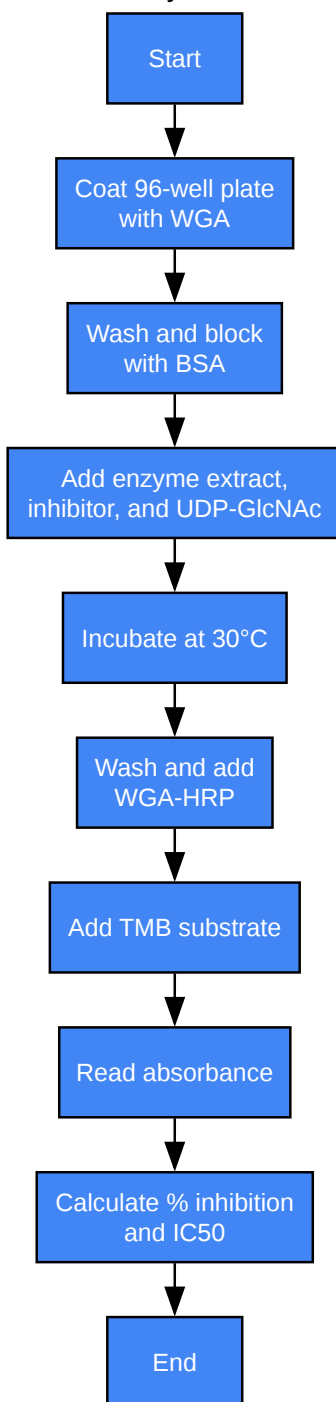 Start
Coat 96-well plate
with WGA
Wash and block
with BSA
Add enzyme extract,
inhibitor, and UDP-GlcNAc
Incubate at 30°C
Wash and add
WGA-HRP
Add TMB substrate
Read absorbance
Calculate % inhibition
and IC50
End